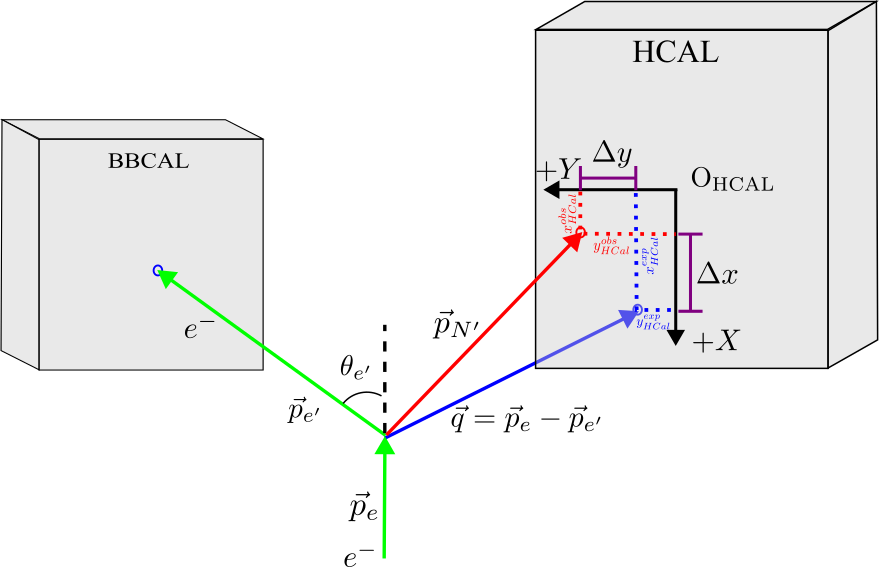 HCAL
BBCAL
+Y
Δy
O_HCAL
x^obs_HCal
y^obs_HCal
x^exp_HCal
Δx
y^exp_HCal
+X
e⁻
p⃗_N′
θ_e′
p⃗_e′
q⃗ = p⃗_e − p⃗_e′
p⃗_e
e⁻